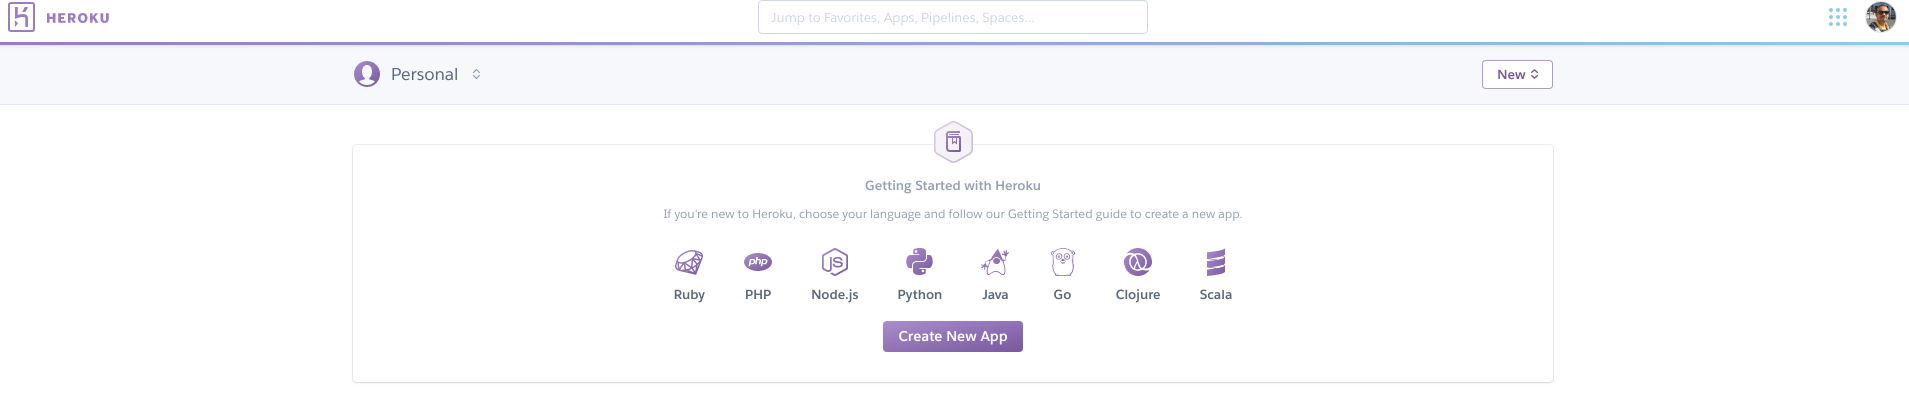 HEROKU
Jump to Favorites, Apps, Pipelines, Spaces...
Personal
New
Getting Started with Heroku
If you're new to Heroku, choose your language and follow our Getting Started guide to create a new app.
php JS
Ruby PHP Node.js Python Java Go Clojure Scala
Create New App